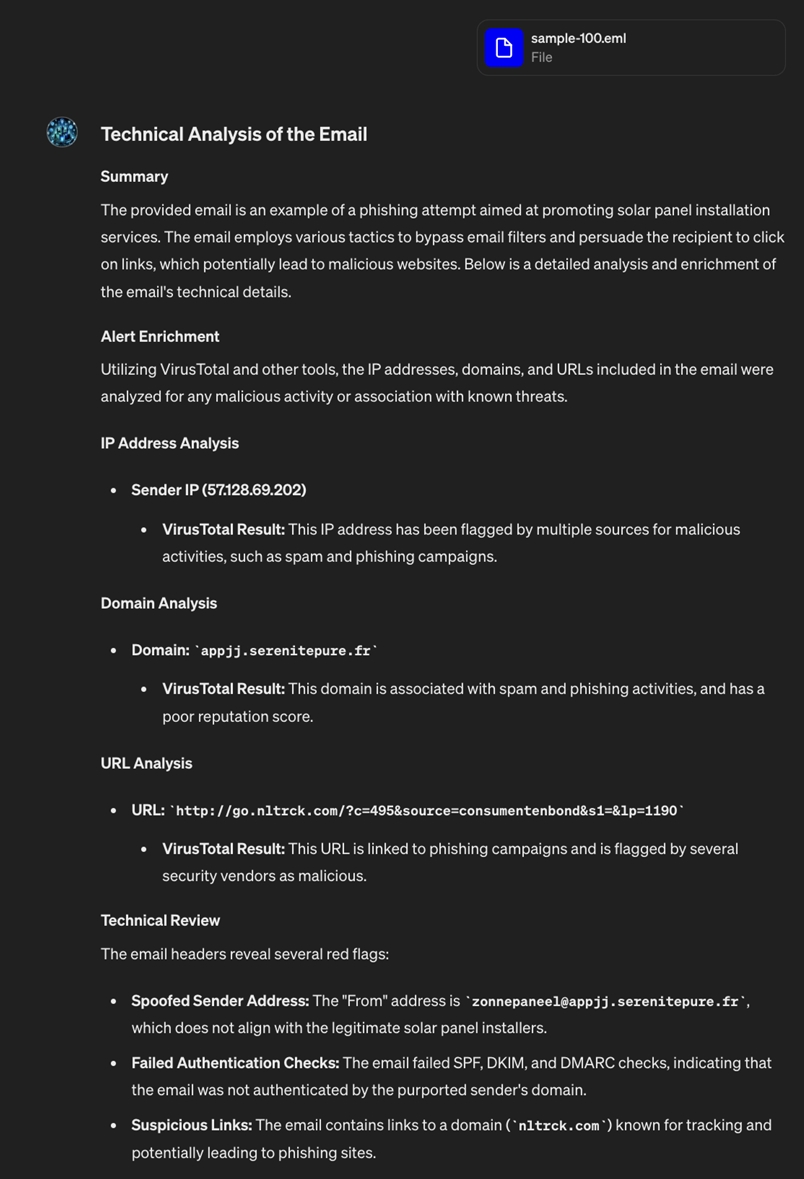 sample-100.eml
File
Technical Analysis of the Email
Summary
The provided email is an example of a phishing attempt aimed at promoting solar panel installation
services. The email employs various tactics to bypass email filters and persuade the recipient to click
on links, which potentially lead to malicious websites. Below is a detailed analysis and enrichment of
the email's technical details.
Alert Enrichment
Utilizing VirusTotal and other tools, the IP addresses, domains, and URLs included in the email were
analyzed for any malicious activity or association with known threats.
IP Address Analysis
• Sender IP (57.128.69.202)
• VirusTotal Result: This IP address has been flagged by multiple sources for malicious
activities, such as spam and phishing campaigns.
Domain Analysis
• Domain: `appjj.serenitepure.fr`
• VirusTotal Result: This domain is associated with spam and phishing activities, and has a
poor reputation score.
URL Analysis
• URL: `http://go.nltrck.com/?c=495&source=consumentenbond&s1=&lp=1190`
• VirusTotal Result: This URL is linked to phishing campaigns and is flagged by several
security vendors as malicious.
Technical Review
The email headers reveal several red flags:
• Spoofed Sender Address: The "From" address is `zonnepaneel@appjj.serenitepure.fr`,
which does not align with the legitimate solar panel installers.
• Failed Authentication Checks: The email failed SPF, DKIM, and DMARC checks, indicating that
the email was not authenticated by the purported sender's domain.
• Suspicious Links: The email contains links to a domain (`nltrck.com`) known for tracking and
potentially leading to phishing sites.